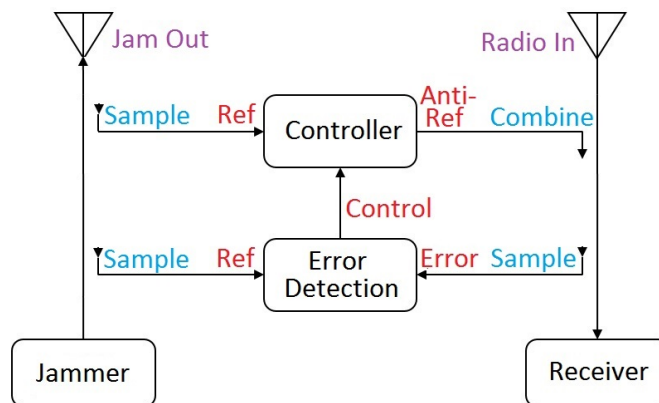 Jam Out
Radio In
Sample
Ref
Controller
Anti-
Ref
Combine
Control
Sample
Ref
Error
Detection
Error
Sample
Jammer
Receiver